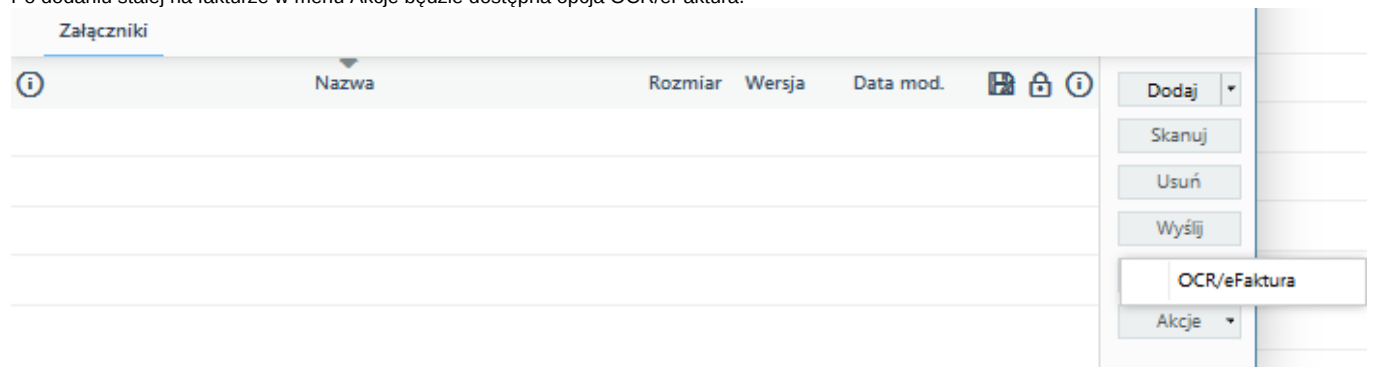 Po dodaniu stałej na fakturze w menu Akcje będzie dostępna opcja OCR/eFaktura.
Załączniki
Nazwa Rozmiar Wersja Data mod.
Dodaj
Skanuj
Usuń
Wyślij
OCR/eFaktura
Akcje